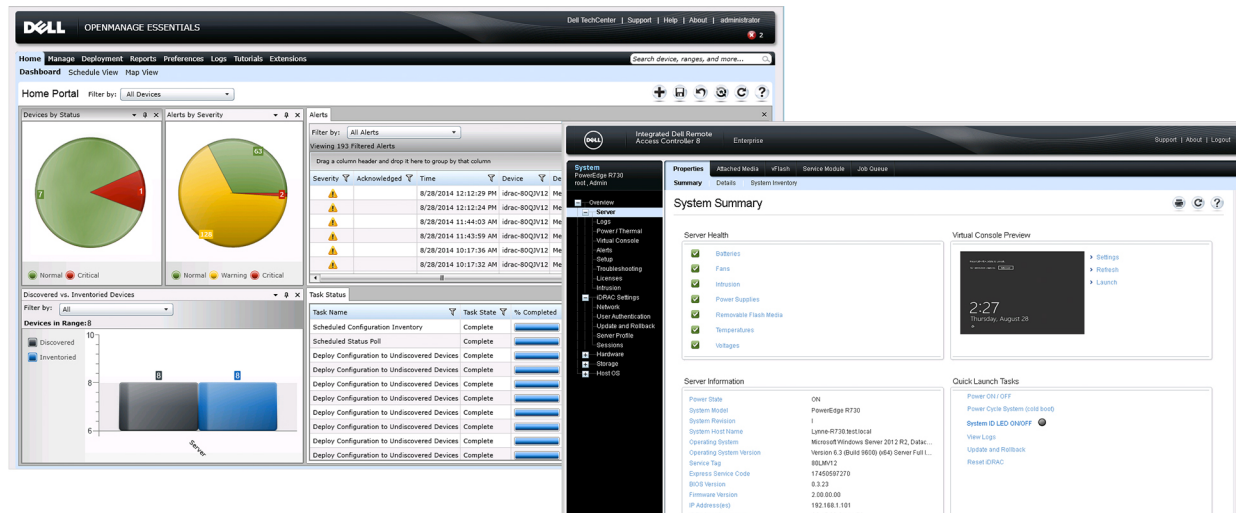 DELL OPENMANAGE ESSENTIALS
Dell TechCenter | Support | Help | About | administrator
2
Home Manage Deployment Reports Preferences Logs Tutorials Extensions
Search device, ranges, and more...
Dashboard Schedule View Map View
Home Portal Filter by: All Devices
Devices by Status
7
1
Normal Critical
Alerts by Severity
63
2
128
Normal Warning Critical
Alerts
Filter by: All Alerts
Viewing 193 Filtered Alerts
Drag a column header and drop it here to group by that column
Severity Acknowledged Time Device De
8/28/2014 12:12:29 PM idrac-80QJV12 Me
8/28/2014 12:12:24 PM idrac-80QJV12 Me
8/28/2014 11:44:03 AM idrac-80QJV12 Me
8/28/2014 11:43:59 AM idrac-80QJV12 Me
8/28/2014 10:17:36 AM idrac-80QJV12 Me
8/28/2014 10:17:32 AM idrac-80QJV12 Me
Discovered vs. Inventoried Devices
Filter by: All
Devices in Range:8
Discovered
Inventoried
10
8
6
8
8
Server
Task Status
Task Name Task State % Completed
Scheduled Configuration Inventory Complete
Scheduled Status Poll Complete
Deploy Configuration to Undiscovered Devices Complete
Deploy Configuration to Undiscovered Devices Complete
Deploy Configuration to Undiscovered Devices Complete
Deploy Configuration to Undiscovered Devices Complete
Deploy Configuration to Undiscovered Devices Complete
Deploy Configuration to Undiscovered Devices Complete
Deploy Configuration to Undiscovered Devices Complete
Deploy Configuration to Undiscovered Devices Complete
DELL
Integrated Dell Remote
Access Controller 8
Enterprise
Support | About | Logout
System
PowerEdge R730
root , Admin
Overview
Server
Logs
Power / Thermal
Virtual Console
Alerts
Setup
Troubleshooting
Licenses
Intrusion
iDRAC Settings
Network
User Authentication
Update and Rollback
Server Profile
Sessions
Hardware
Storage
Host OS
Properties Attached Media vFlash Service Module Job Queue
Summary Details System Inventory
System Summary
Server Health
Batteries
Fans
Intrusion
Power Supplies
Removable Flash Media
Temperatures
Voltages
Virtual Console Preview
2:27
Thursday, August 28
Settings
Refresh
Launch
Server Information
Power State ON
System Model PowerEdge R730
System Revision I
System Host Name Lynne-R730.test.local
Operating System Microsoft Windows Server 2012 R2, Datac...
Operating System Version Version 6.3 (Build 9600) (x64) Server Full I...
Service Tag 80LMV12
Express Service Code 17450597270
BIOS Version 0.3.23
Firmware Version 2.00.00.00
IP Address(es) 192.168.1.101
Quick Launch Tasks
Power ON / OFF
Power Cycle System (cold boot)
System ID LED ON/OFF
View Logs
Update and Rollback
Reset iDRAC